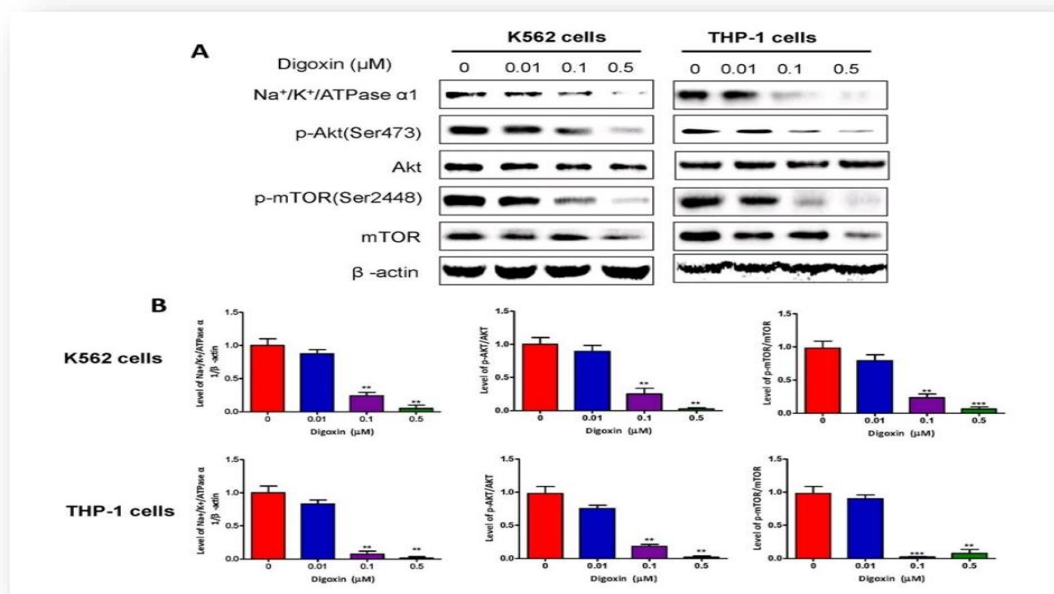 A
K562 cells
THP-1 cells
Digoxin (μM)
0 0.01 0.1 0.5
0 0.01 0.1 0.5
Na⁺/K⁺/ATPase α1
p-Akt(Ser473)
Akt
p-mTOR(Ser2448)
mTOR
β -actin
B
K562 cells
Level of Na+/K+/ATPase α
1/β -actin
1.5
1.0
0.5
0.0
** **
0 0.01 0.1 0.5
Digoxin (μM)
Level of p-AKT/AKT
1.5
1.0
0.5
0.0
** **
0 0.01 0.1 0.5
Digoxin (μM)
Level of p-mTOR/mTOR
1.5
1.0
0.5
0.0
** ***
0 0.01 0.1 0.5
Digoxin (μM)
THP-1 cells
Level of Na+/K+/ATPase α
1/β -actin
1.5
1.0
0.5
0.0
** **
0 0.01 0.1 0.5
Digoxin (μM)
Level of p-AKT/AKT
1.5
1.0
0.5
0.0
** **
0 0.01 0.1 0.5
Digoxin (μM)
Level of p-mTOR/mTOR
1.5
1.0
0.5
0.0
*** **
0 0.01 0.1 0.5
Digoxin (μM)